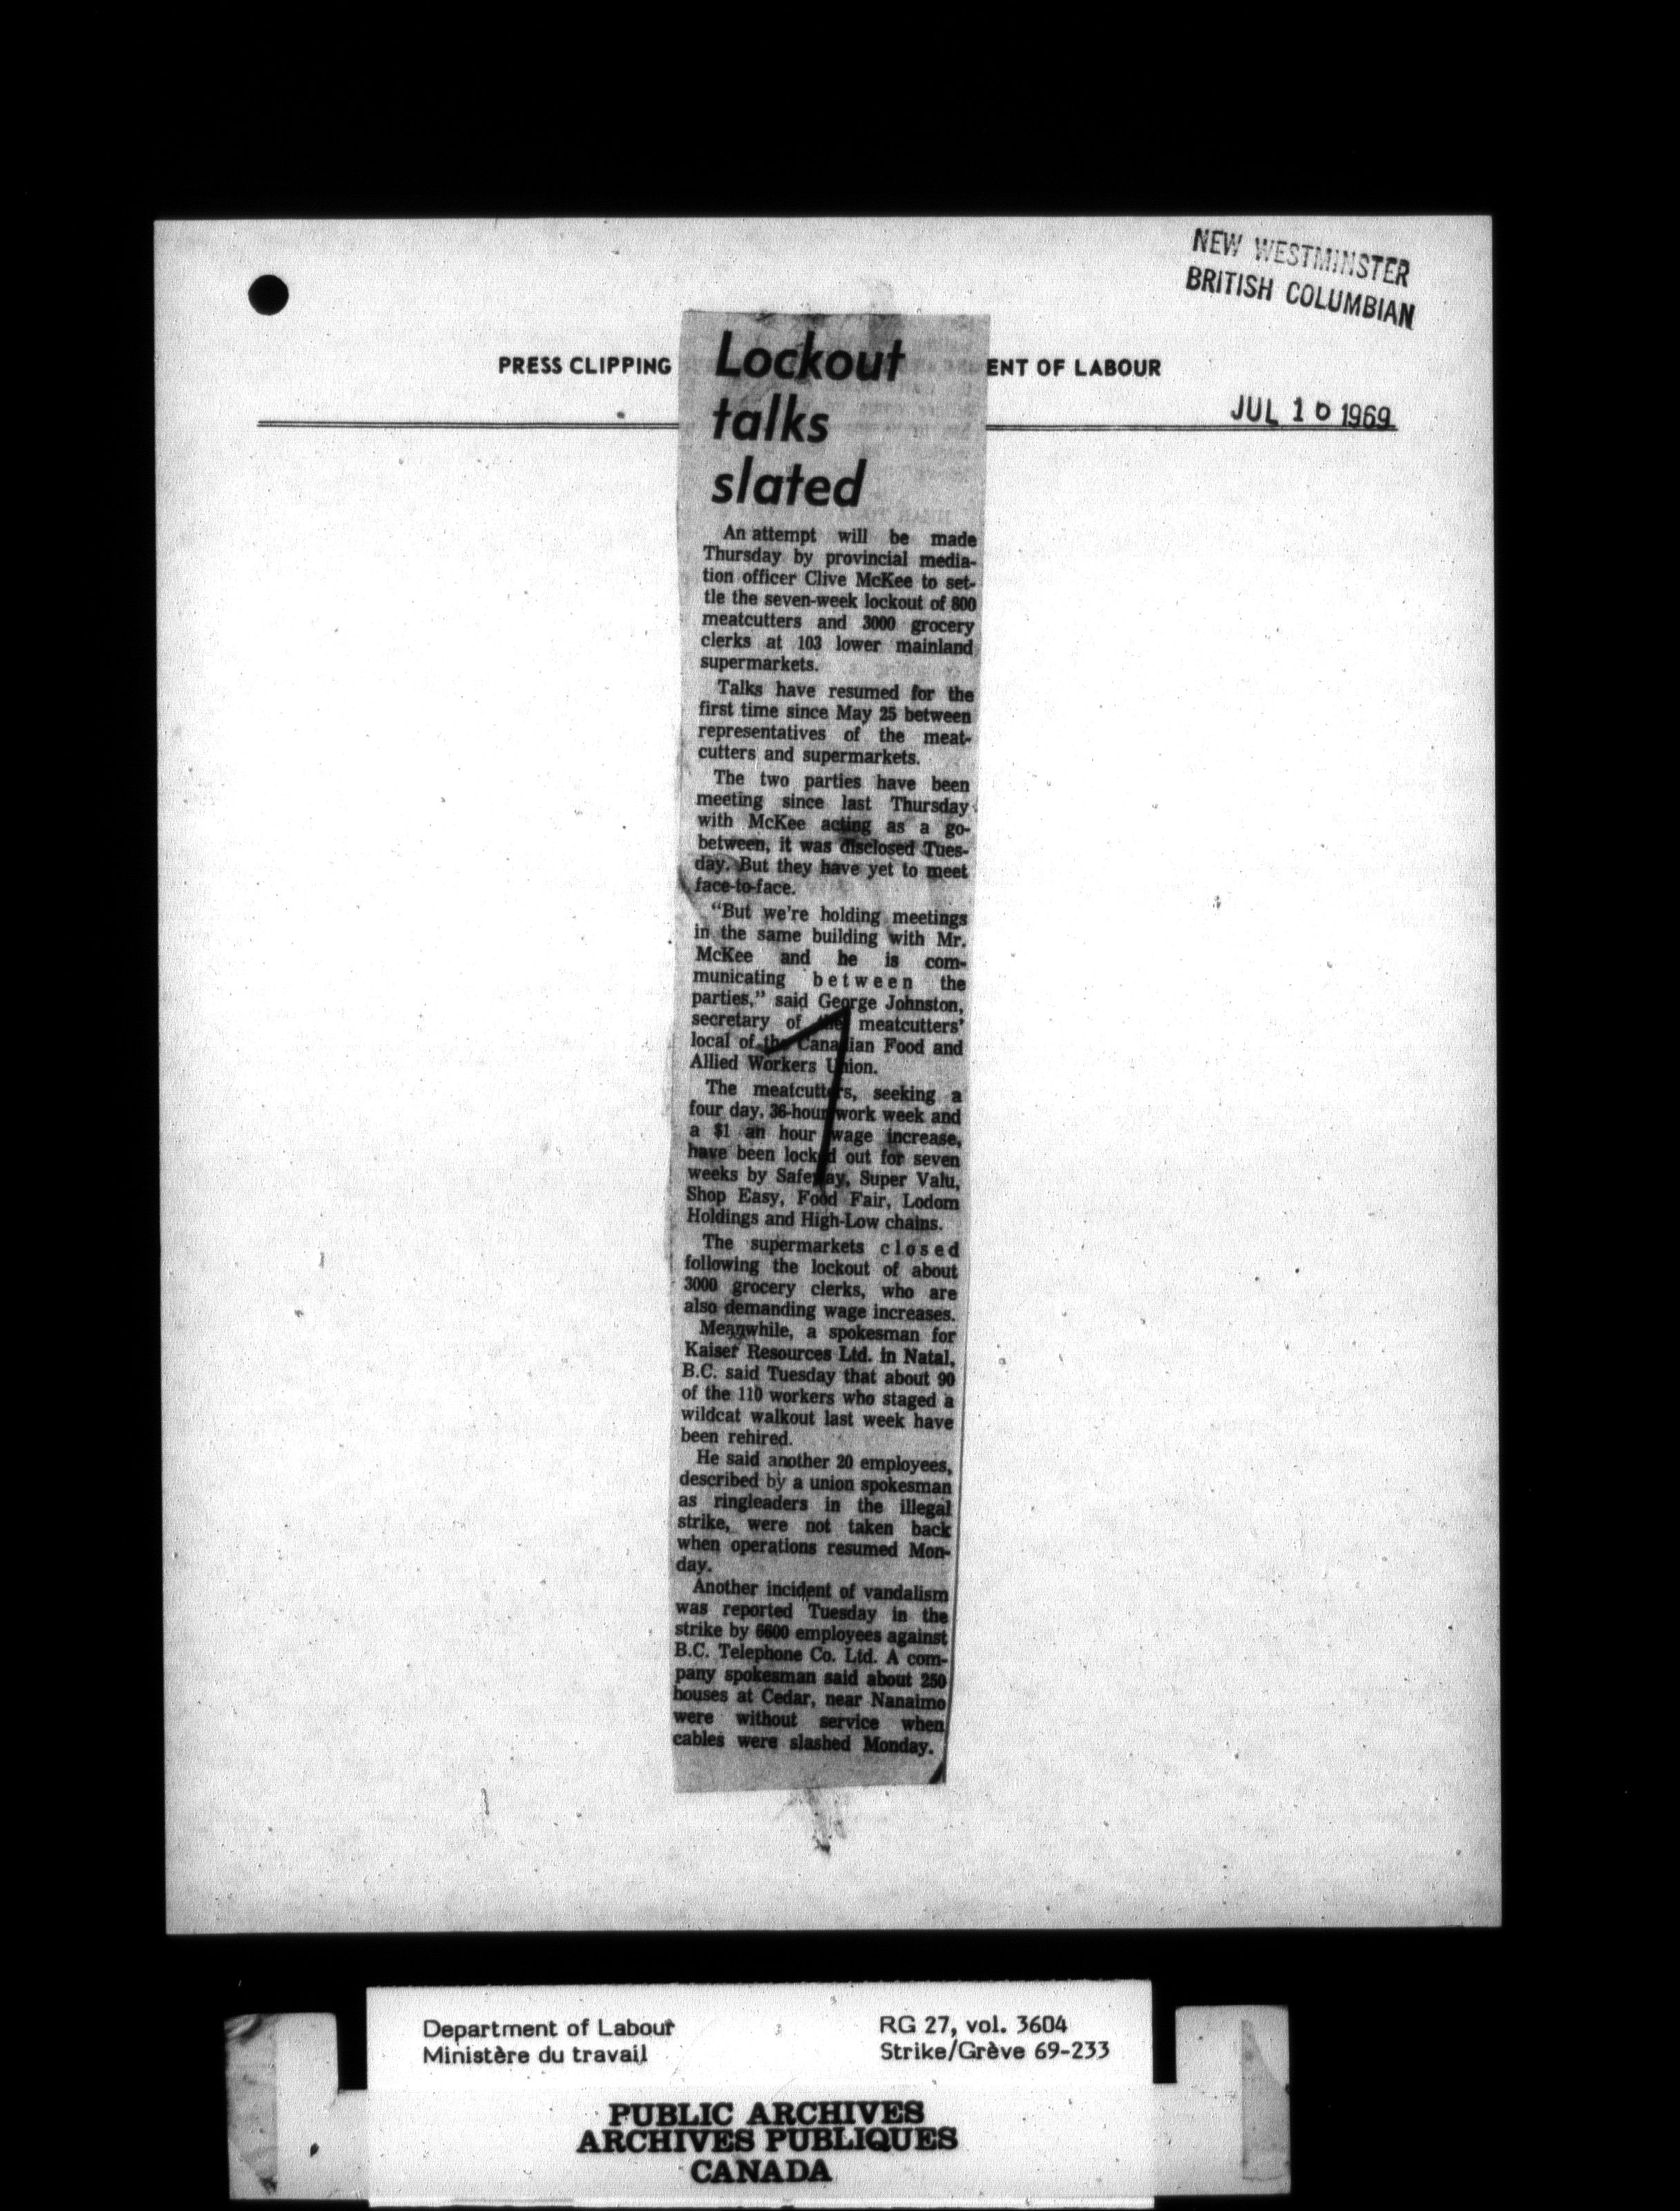 NEW WESTMINSTER
BRITISH COLUMBIAN
PRESS CLIPPING
ENT OF LABOUR
JUL 10 1969
Lockout
talks
slated
An attempt will be made
Thursday by provincial media-
tion officer Clive McKee to set-
tle the seven-week lockout of 800
meatcutters and 3000 grocery
clerks at 103 lower mainland
supermarkets.
Talks have resumed for the
first time since May 25 between
representatives of the meat-
cutters and supermarkets.
The two parties have been
meeting since last Thursday
with McKee acting as a go-
between, it was disclosed Tues-
day. But they have yet to meet
face-to-face.
"But we're holding meetings
in the same building with Mr.
McKee and he is com-
municating between the
parties," said George Johnston,
secretary of the meatcutters'
local of the Canadian Food and
Allied Workers Union.
The meatcutters, seeking a
four day, 36-hour work week and
a $1 an hour wage increase,
have been locked out for seven
weeks by Safeway, Super Valu,
Shop Easy, Food Fair, Lodom
Holdings and High-Low chains.
The supermarkets closed
following the lockout of about
3000 grocery clerks, who are
also demanding wage increases.
Meanwhile, a spokesman for
Kaiser Resources Ltd. in Natal,
B.C. said Tuesday that about 90
of the 110 workers who staged a
wildcat walkout last week have
been rehired.
He said another 20 employees,
described by a union spokesman
as ringleaders in the illegal
strike, were not taken back
when operations resumed Mon-
day.
Another incident of vandalism
was reported Tuesday in the
strike by 6600 employees against
B.C. Telephone Co. Ltd. A com-
pany spokesman said about 250
houses at Cedar, near Nanaimo
were without service when
cables were slashed Monday.
1
Department of Labour
Ministère du travail
RG 27, vol. 3604
Strike/Grève 69-233
PUBLIC ARCHIVES
ARCHIVES PUBLIQUES
CANADA